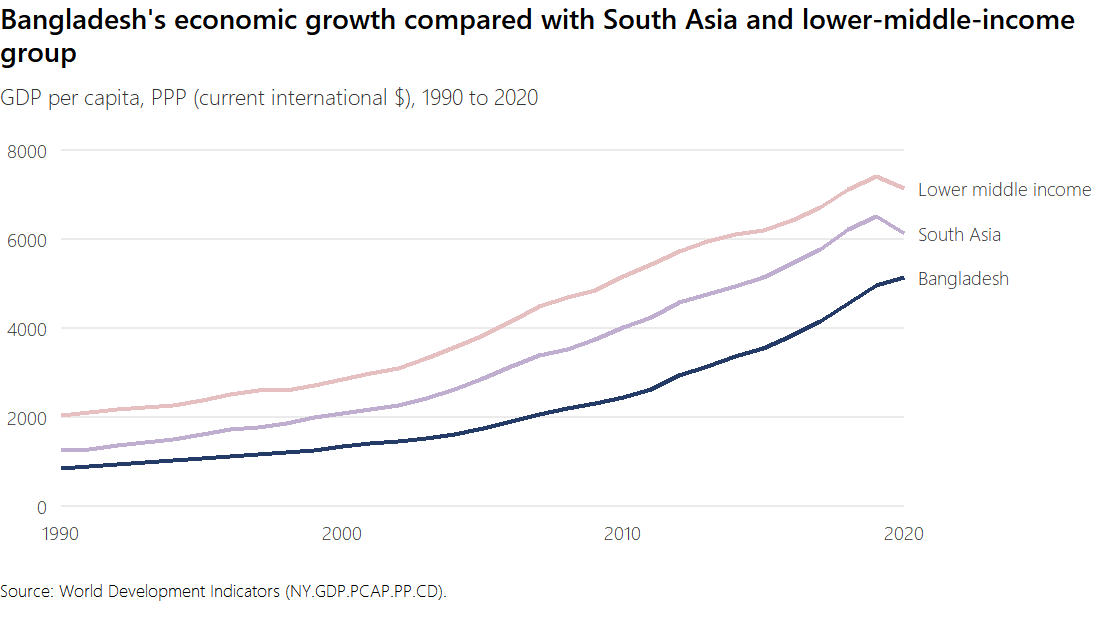 Bangladesh's economic growth compared with South Asia and lower-middle-income
group
GDP per capita, PPP (current international $), 1990 to 2020
8000
Lower middle income
6000
South Asia
Bangladesh
4000
2000
0
1990 2000 2010 2020
Source: World Development Indicators (NY.GDP.PCAP.PP.CD).